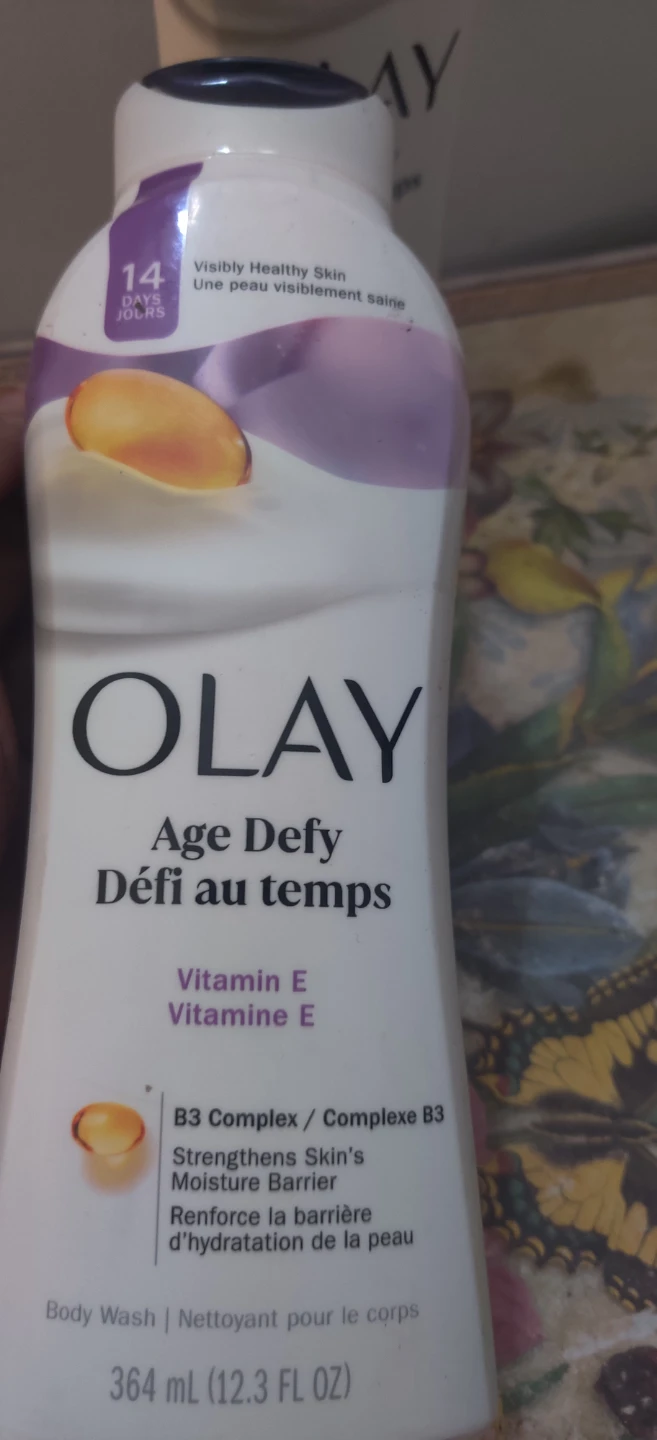 14
DAYS
JOURS
Visibly Healthy Skin
Une peau visiblement saine
OLAY
Age Defy
Défi au temps
Vitamin E
Vitamine E
B3 Complex / Complexe B3
Strengthens Skin's
Moisture Barrier
Renforce la barrière
d'hydratation de la peau
Body Wash | Nettoyant pour le corps
364 mL (12.3 FL OZ)